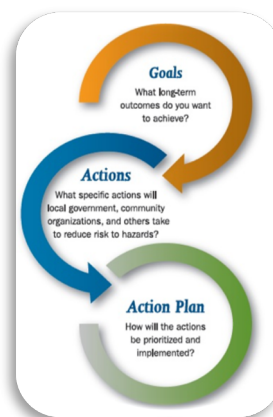 Goals
What long-term
outcomes do you want
to achieve?
Actions
What specific actions will
local government, community
organizations, and others take
to reduce risk to hazards?
Action Plan
How will the actions
be prioritized and
implemented?